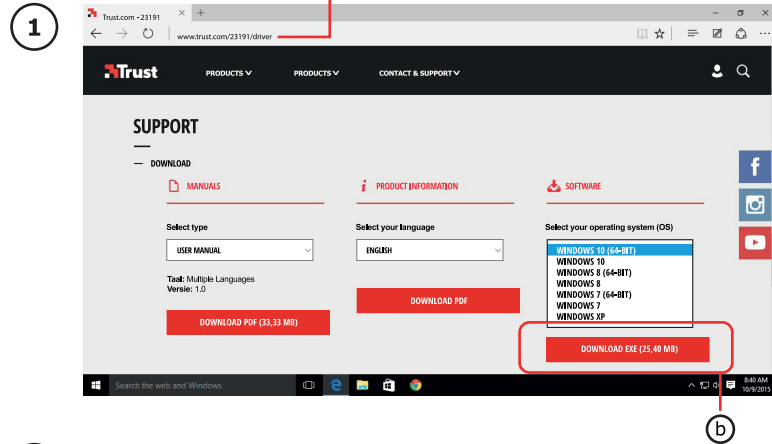 1
Trust.com - 23191
www.trust.com/23191/driver
Trust
PRODUCTS
PRODUCTS
CONTACT & SUPPORT
SUPPORT
DOWNLOAD
MANUALS
PRODUCT INFORMATION
SOFTWARE
Select type
Select your language
Select your operating system (OS)
USER MANUAL
ENGLISH
WINDOWS 10 (64-BIT)
WINDOWS 10
WINDOWS 8 (64-BIT)
WINDOWS 8
WINDOWS 7 (64-BIT)
WINDOWS 7
WINDOWS XP
Taal: Multiple Languages
Versie: 1.0
DOWNLOAD PDF
DOWNLOAD PDF (33,33 MB)
DOWNLOAD EXE (25,40 MB)
Search the web and Windows
8:40 AM
10/9/2015
b